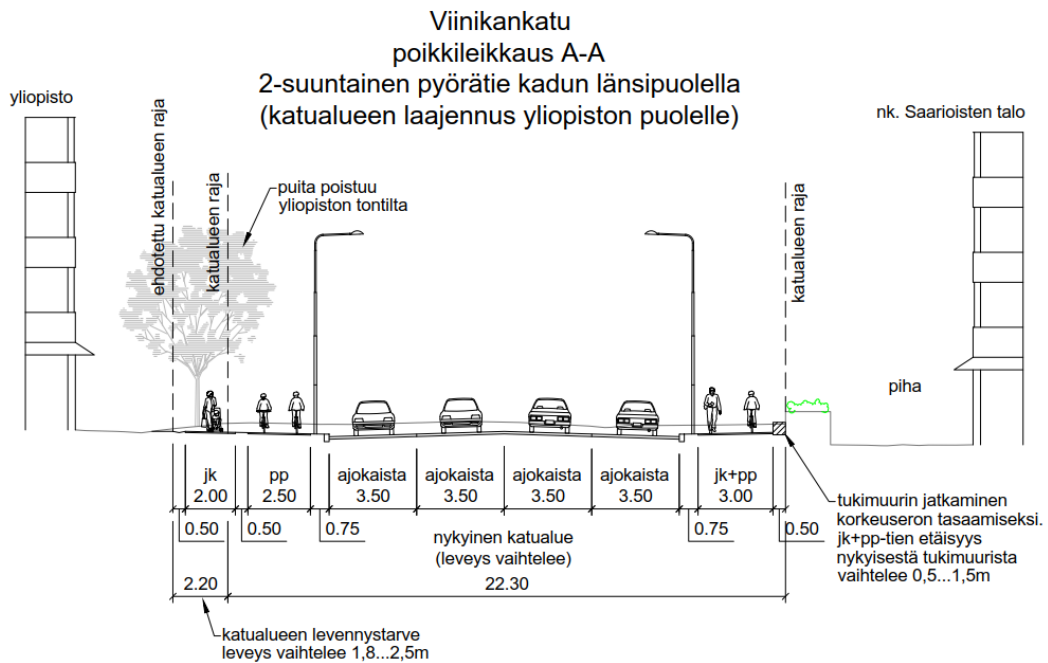 Viinikankatu
poikkileikkaus A-A
2-suuntainen pyörätie kadun länsipuolella
(katualueen laajennus yliopiston puolelle)
yliopisto
nk. Saarioisten talo
ehdotettu katualueen raja
katualueen raja
puita poistuu
yliopiston tontilta
katualueen raja
piha
jk
2.00
pp
2.50
ajokaista
3.50
ajokaista
3.50
ajokaista
3.50
ajokaista
3.50
jk+pp
3.00
0.50
0.50
0.75
0.75
0.50
nykyinen katualue
(leveys vaihtelee)
2.20
22.30
tukimuurin jatkaminen
korkeuseron tasaamiseksi.
jk+pp-tien etäisyys
nykyisestä tukimuurista
vaihtelee 0,5...1,5m
katualueen levennystarve
leveys vaihtelee 1,8...2,5m